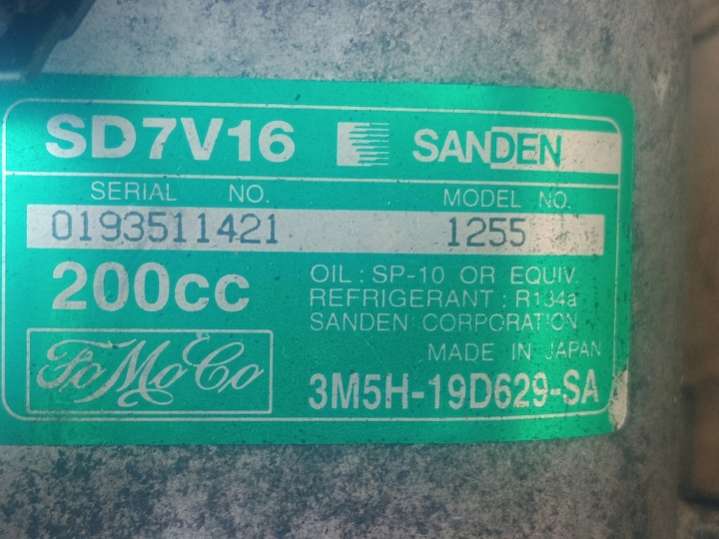 SD7V16 SANDEN
SERIAL NO. MODEL NO.
0193511421 1255
200cc
OIL : SP-10 OR EQUIV.
REFRIGERANT : R134a
SANDEN CORPORATION
MADE IN JAPAN
FoMoCo
3M5H-19D629-SA